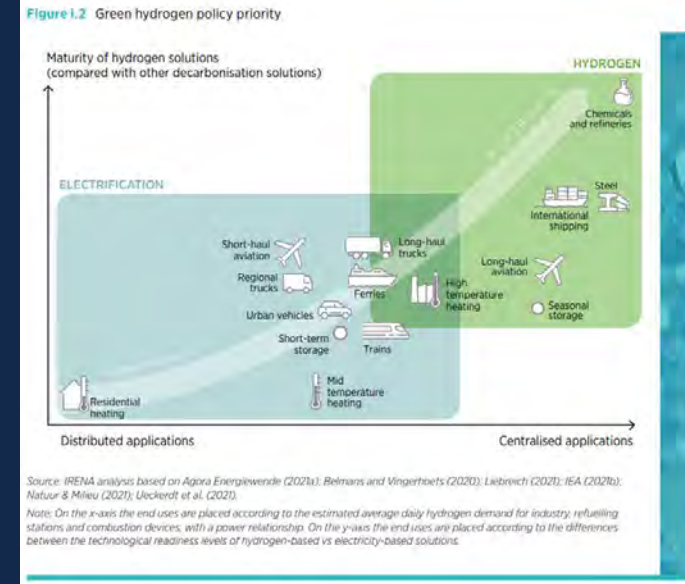 Figure i.2 Green hydrogen policy priority
Maturity of hydrogen solutions
(compared with other decarbonisation solutions)
HYDROGEN
Chemicals
and refineries
ELECTRIFICATION
Steel
International
shipping
Short-haul
aviation
Long-haul
trucks
Long-haul
aviation
Regional
trucks
Ferries
High
temperature
heating
Seasonal
storage
Urban vehicles
Short-term
storage
Trains
Mid
temperature
heating
Residential
heating
Distributed applications
Centralised applications
Source: IRENA analysis based on Agora Energiewende (2021a); Belmans and Vingerhoets (2020); Liebreich (2021); IEA (2021b);
Natuur & Milieu (2021); Ueckerdt et al. (2021).
Note: On the x-axis the end uses are placed according to the estimated average daily hydrogen demand for industry, refuelling
stations and combustion devices, with a power relationship. On the y-axis the end uses are placed according to the differences
between the technological readiness levels of hydrogen-based vs electricity-based solutions.